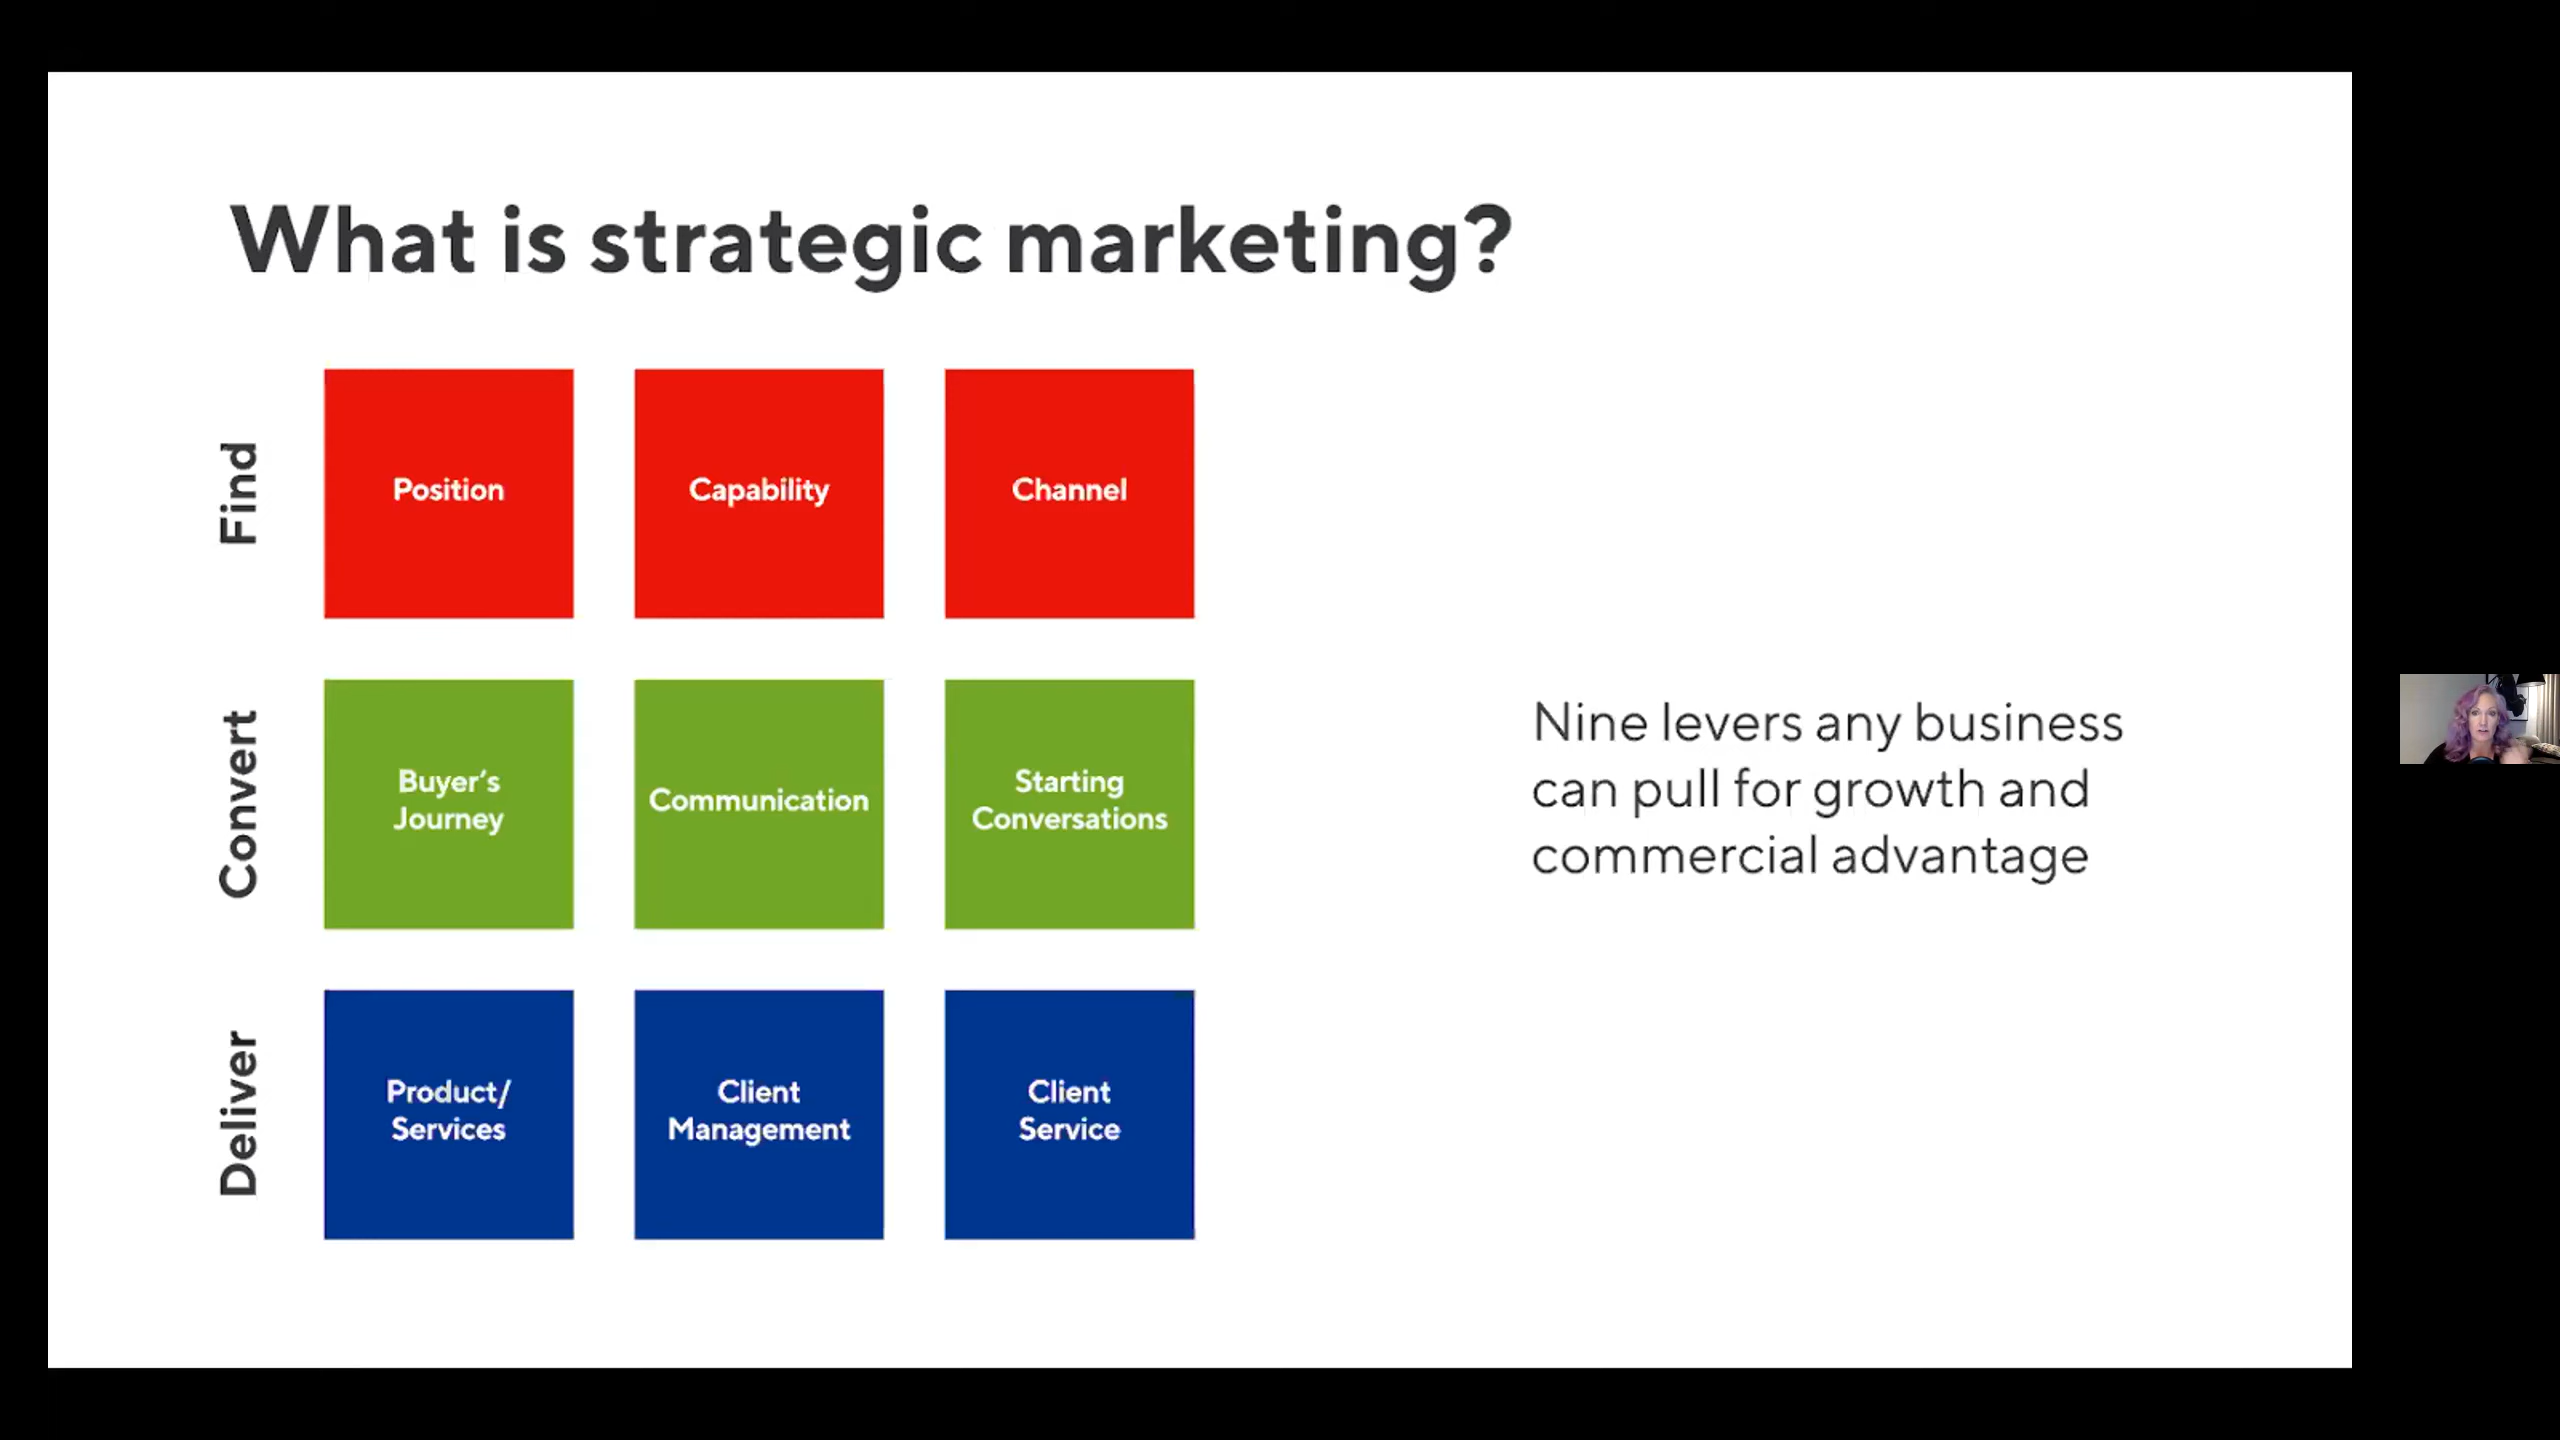 What is strategic marketing?
Find
Position
Capability
Channel
Convert
Buyer’s
Journey
Communication
Starting
Conversations
Deliver
Product/
Services
Client
Management
Client
Service
Nine levers any business
can pull for growth and
commercial advantage